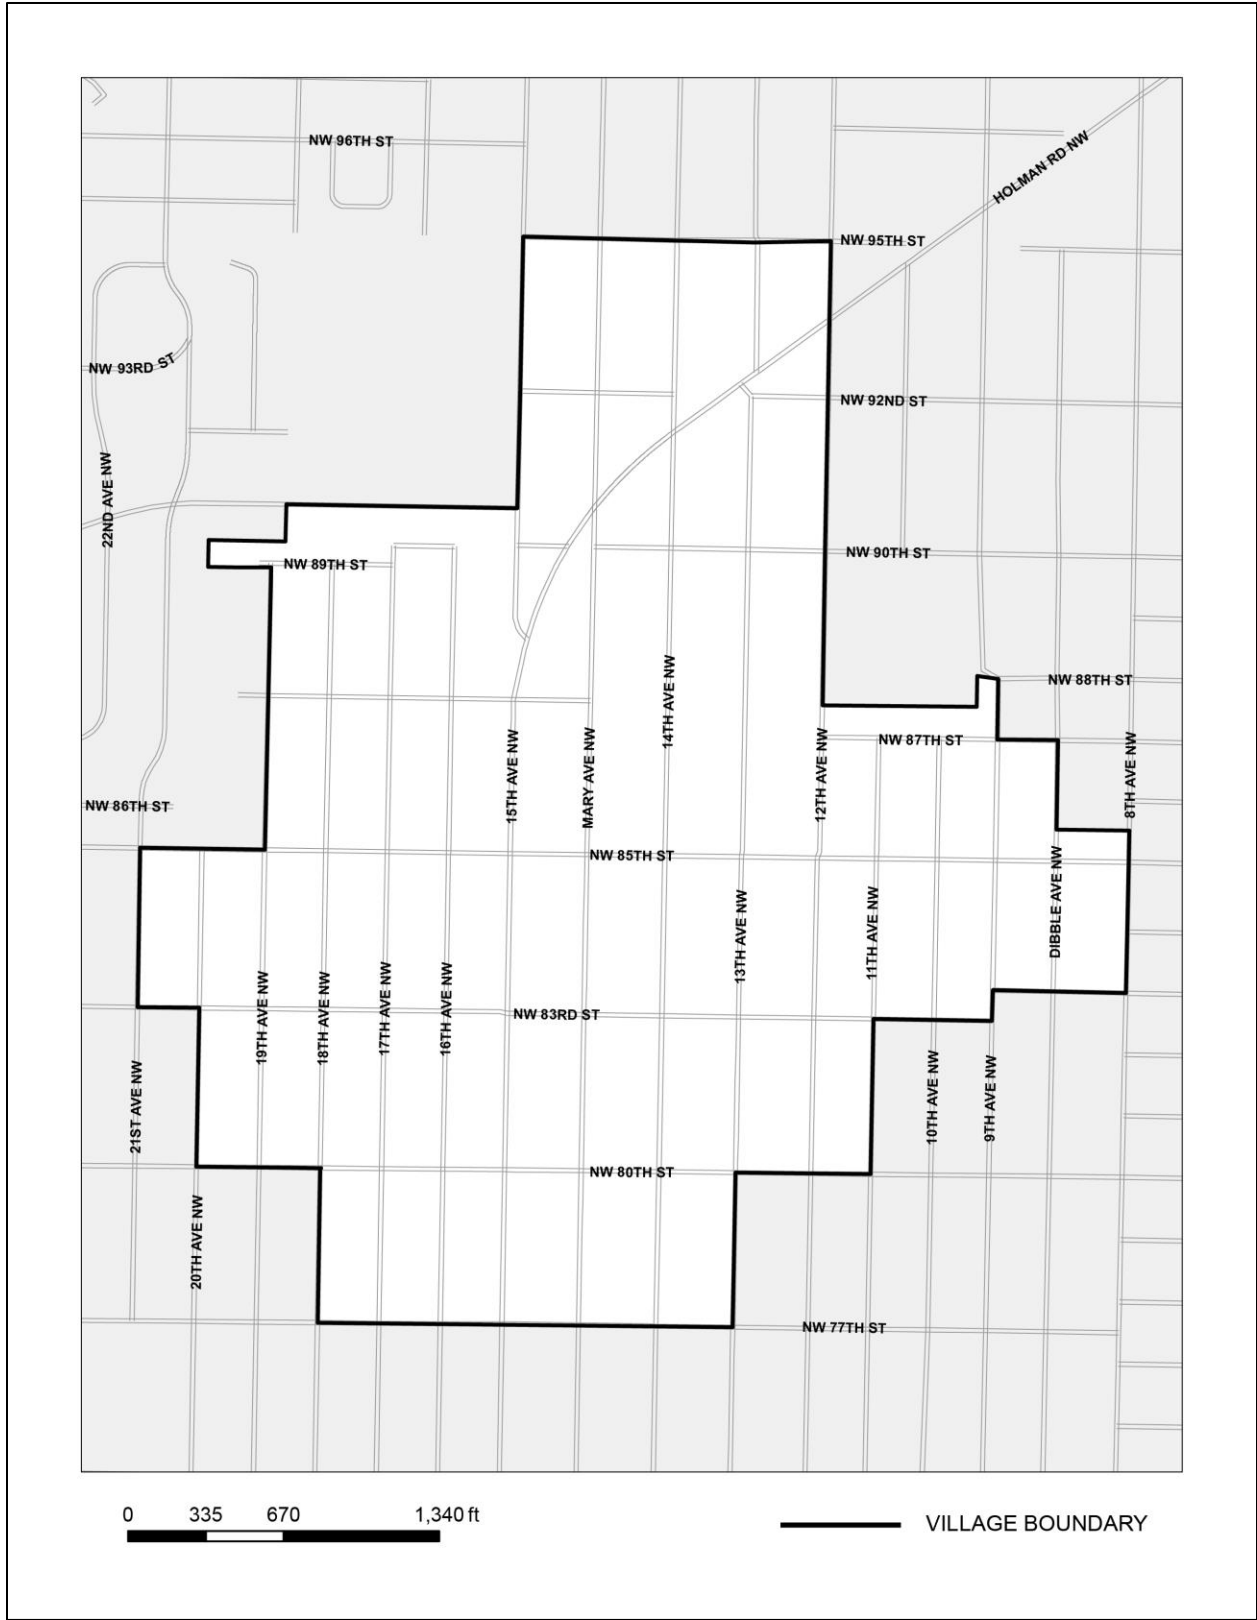 NW 96TH ST
HOLMAN RD NW
NW 95TH ST
NW 93RD ST
NW 92ND ST
22ND AVE NW
NW 90TH ST
NW 89TH ST
NW 88TH ST
14TH AVE NW
NW 87TH ST
15TH AVE NW
MARY AVE NW
12TH AVE NW
8TH AVE NW
NW 86TH ST
NW 85TH ST
DIBBLE AVE NW
11TH AVE NW
13TH AVE NW
19TH AVE NW
18TH AVE NW
17TH AVE NW
16TH AVE NW
NW 83RD ST
21ST AVE NW
10TH AVE NW
9TH AVE NW
NW 80TH ST
20TH AVE NW
NW 77TH ST
0 335 670 1,340 ft
VILLAGE BOUNDARY